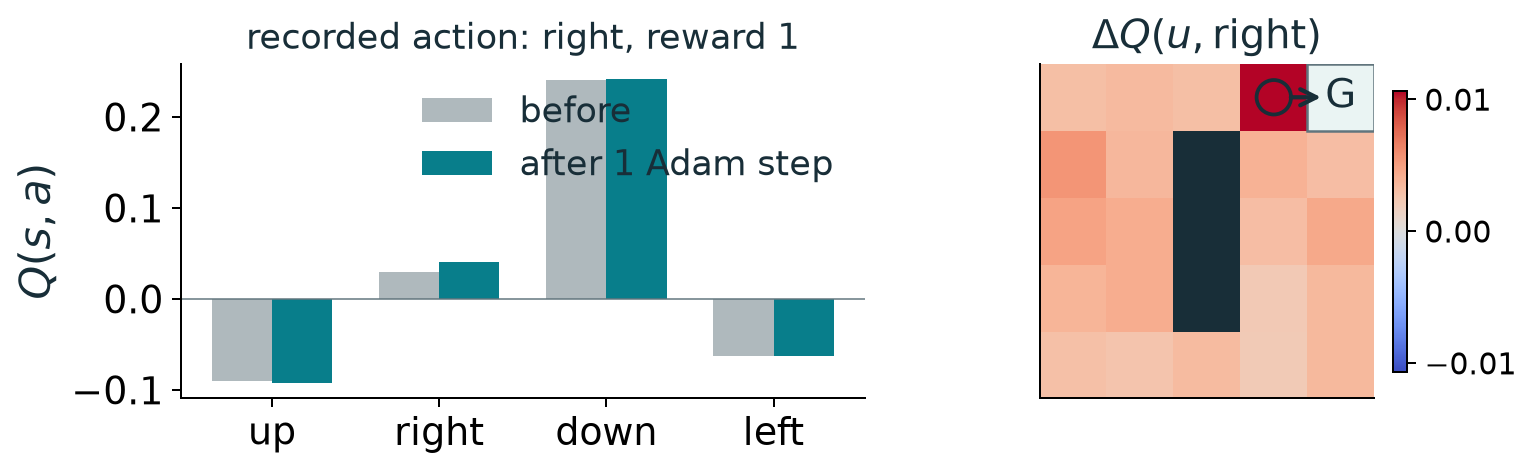 recorded action: right, reward 1
Q(s, a)
0.2
0.1
0.0
−0.1
before
after 1 Adam step
up right down left
ΔQ(u, right)
G
0.01
0.00
−0.01